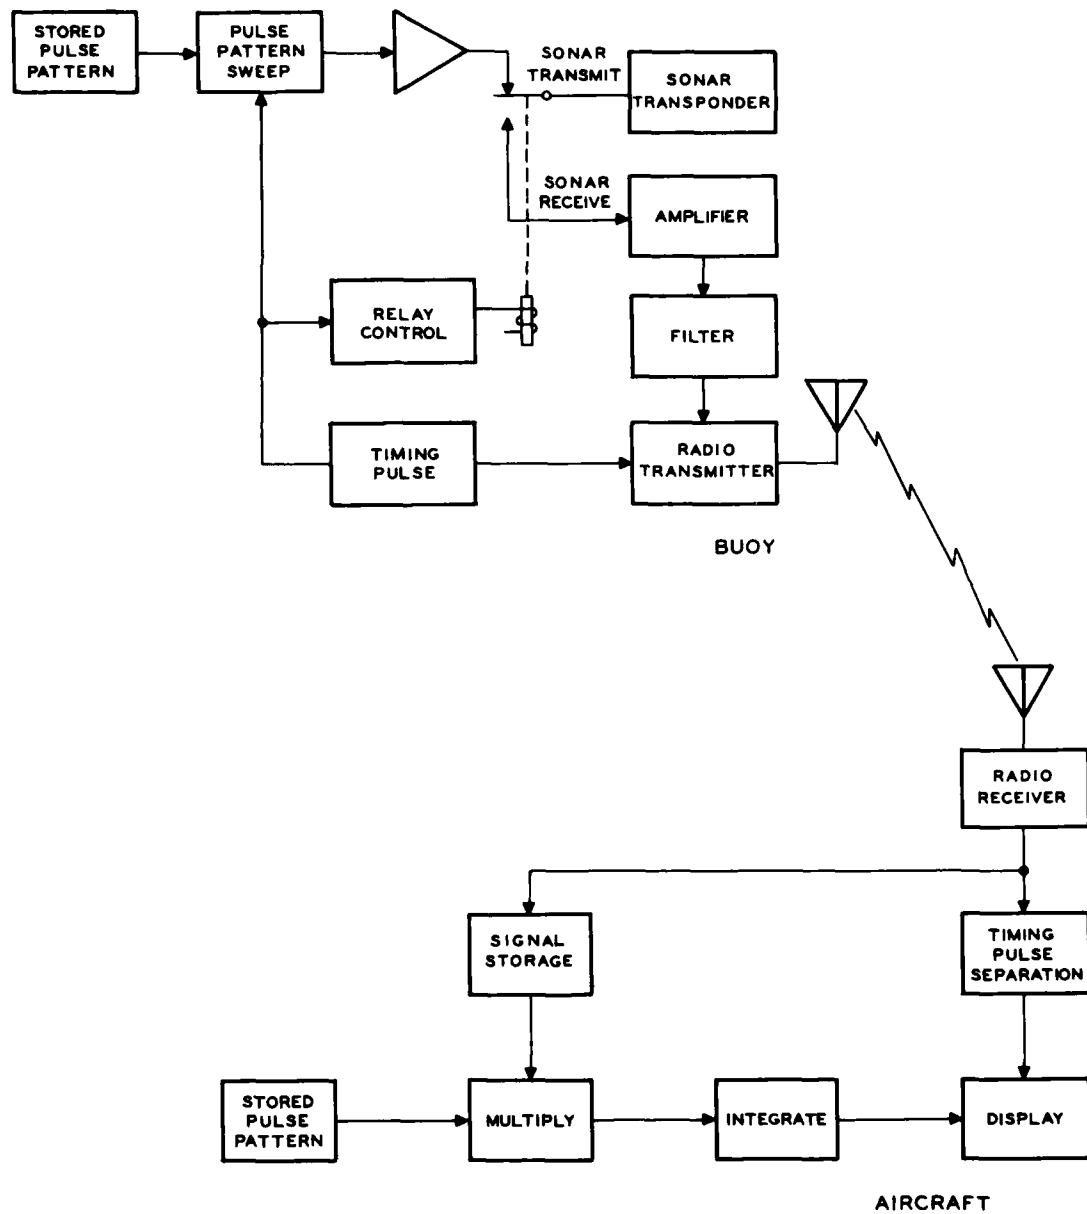 STORED
PULSE
PATTERN
PULSE
PATTERN
SWEEP
SONAR
TRANSMIT
SONAR
TRANSPONDER
SONAR
RECEIVE
AMPLIFIER
RELAY
CONTROL
FILTER
TIMING
PULSE
RADIO
TRANSMITTER
BUOY
RADIO
RECEIVER
SIGNAL
STORAGE
TIMING
PULSE
SEPARATION
STORED
PULSE
PATTERN
MULTIPLY
INTEGRATE
DISPLAY
AIRCRAFT